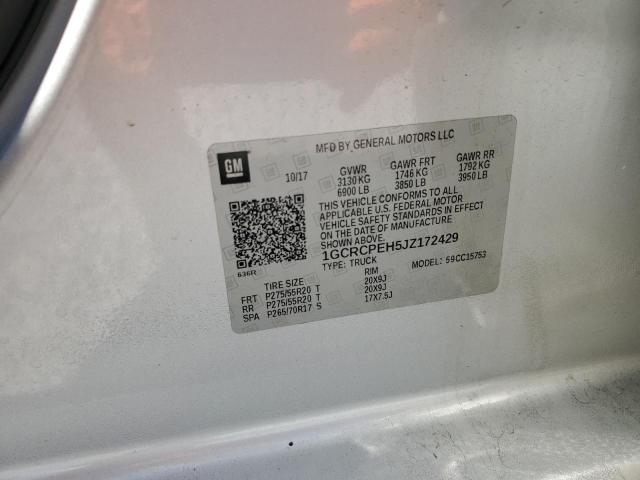 MFD BY GENERAL MOTORS LLC
GM
10/17 GVWR GAWR FRT GAWR RR
3130 KG 1746 KG 1792 KG
6900 LB 3850 LB 3950 LB
THIS VEHICLE CONFORMS TO ALL
APPLICABLE U.S. FEDERAL MOTOR
VEHICLE SAFETY STANDARDS IN EFFECT
ON THE DATE OF MANUFACTURE
SHOWN ABOVE.
1GCRCPEH5JZ172429
636R TYPE: TRUCK MODEL: 59CC15753
TIRE SIZE RIM
FRT P275/55R20 T 20X9J
RR P275/55R20 T 20X9J
SPA P265/70R17 S 17X7.5J